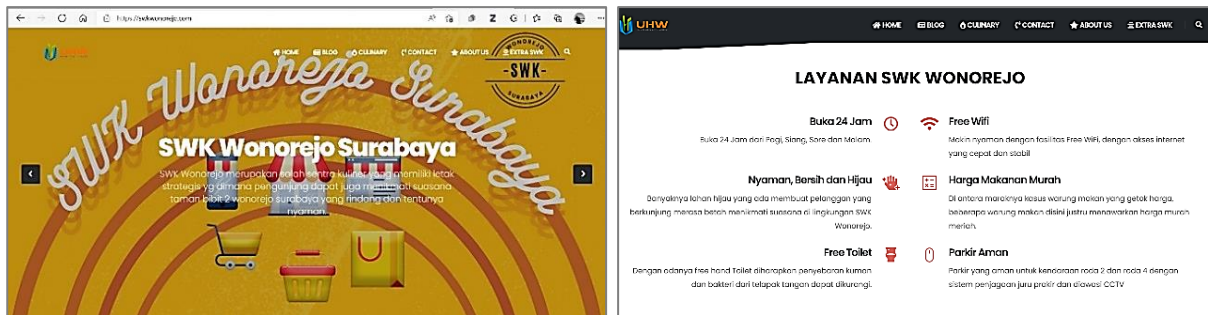 https://swkwonorejo.com
UHW
HOME BLOG CULINARY CONTACT ABOUT US EXTRA SWK
WONOREJO
-SWK-
SURABAYA
SWK Wonorejo Surabaya
SWK Wonorejo Surabaya
SWK Wonorejo merupakan salah sentra kuliner yang memiliki letak
strategis yg dimana pengunjung dapat juga menikmati suasana
taman bibit 2 wonorejo surabaya yang rindang dan tentunya
nyaman.
UHW
HOME BLOG CULINARY CONTACT ABOUT US EXTRA SWK
LAYANAN SWK WONOREJO
Buka 24 Jam
Buka 24 Jam dari Pagi, Siang, Sore dan Malam.
Free Wifi
Makin nyaman dengan fasilitas Free WiFi, dengan akses internet
yang cepat dan stabil
Nyaman, Bersih dan Hijau
Banyaknya lahan hijau yang ada membuat pelanggan yang
berkunjung merasa betah menikmati suasana di lingkungan SWK
Wonorejo.
Harga Makanan Murah
Di antara maraknya kasus warung makan yang getok harga,
beberapa warung makan disini justru menawarkan harga murah
meriah.
Free Toilet
Dengan adanya free hand Toilet diharapkan penyebaran kuman
dan bakteri dari telapak tangan dapat dikurangi.
Parkir Aman
Parkir yang aman untuk kendaraan roda 2 dan roda 4 dengan
sistem penjagaan juru prakir dan diawasi CCTV